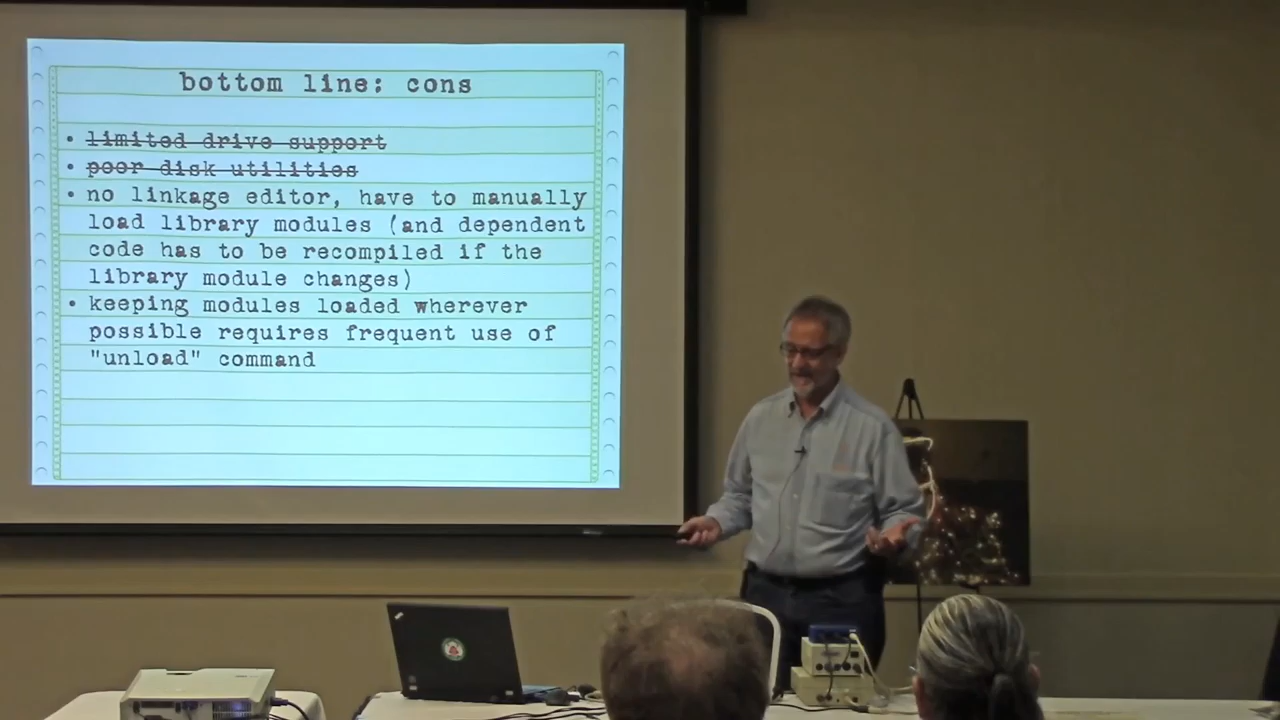 bottom line: cons
• limited drive support
• poor disk utilities
• no linkage editor, have to manually
load library modules (and dependent
code has to be recompiled if the
library module changes)
• keeping modules loaded wherever
possible requires frequent use of
"unload" command